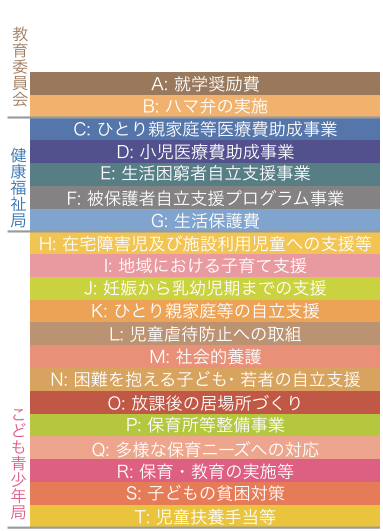 教育委員会
A: 就学奨励費
B: ハマ弁の実施
健康福祉局
C: ひとり親家庭等医療費助成事業
D: 小児医療費助成事業
E: 生活困窮者自立支援事業
F: 被保護者自立支援プログラム事業
G: 生活保護費
こども青少年局
H: 在宅障害児及び施設利用児童への支援等
I: 地域における子育て支援
J: 妊娠から乳幼児期までの支援
K: ひとり親家庭等の自立支援
L: 児童虐待防止への取組
M: 社会的養護
N: 困難を抱える子ども・若者の自立支援
O: 放課後の居場所づくり
P: 保育所等整備事業
Q: 多様な保育ニーズへの対応
R: 保育・教育の実施等
S: 子どもの貧困対策
T: 児童扶養手当等